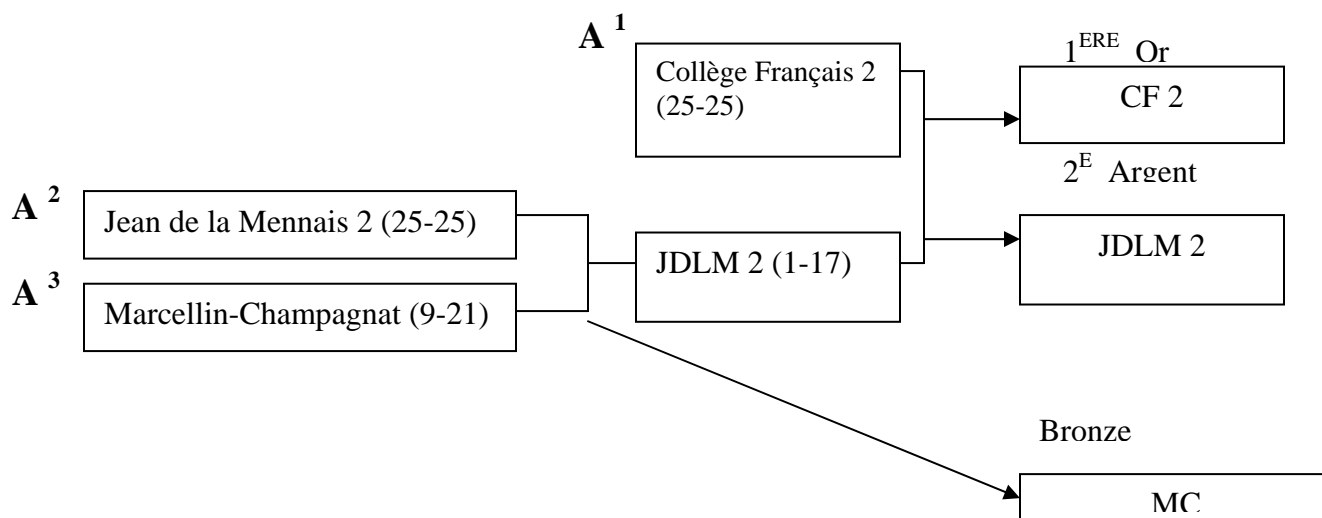 A 1
Collège Français 2
(25-25)
1ERE Or
CF 2
2E Argent
JDLM 2
A 2
Jean de la Mennais 2 (25-25)
A 3
Marcellin-Champagnat (9-21)
JDLM 2 (1-17)
Bronze
MC